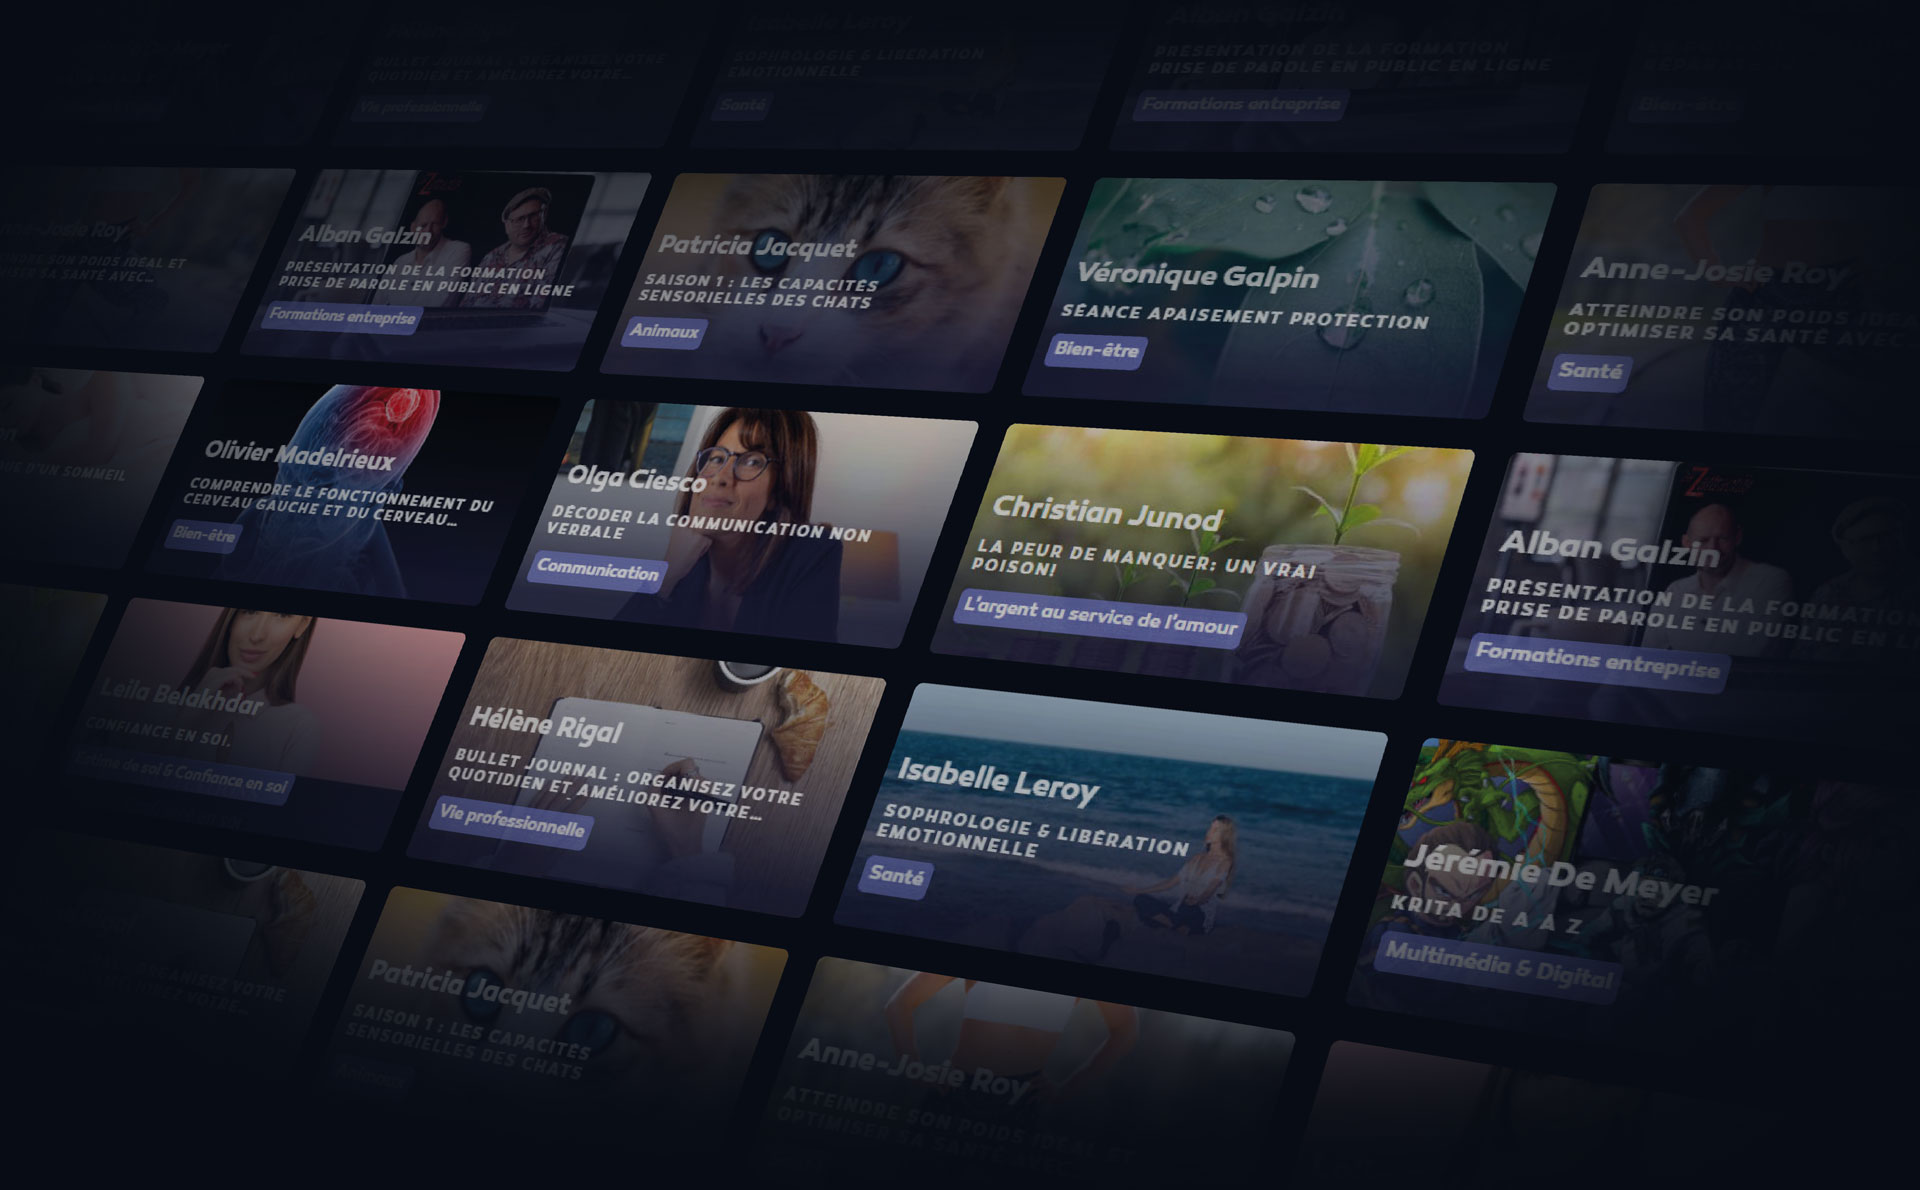 Isabelle Leroy
SOPHROLOGIE & LIBÉRATION
EMOTIONNELLE
Santé
BULLET JOURNAL : ORGANISEZ VOTRE
QUOTIDIEN ET AMÉLIOREZ VOTRE...
Vie professionnelle
Alban Galzin
PRÉSENTATION DE LA FORMATION
PRISE DE PAROLE EN PUBLIC EN LIGNE
Formations entreprise
Bien-être
Anne-Josie Roy
ATTEINDRE SON POIDS IDÉAL ET
OPTIMISER SA SANTÉ AVEC...
Alban Galzin
PRÉSENTATION DE LA FORMATION
PRISE DE PAROLE EN PUBLIC EN LIGNE
Formations entreprise
Patricia Jacquet
SAISON 1 : LES CAPACITÉS
SENSORIELLES DES CHATS
Animaux
Véronique Galpin
SÉANCE APAISEMENT PROTECTION
Bien-être
Anne-Josie Roy
ATTEINDRE SON POIDS IDÉAL
OPTIMISER SA SANTÉ AVEC...
Santé
D'UN SOMMEIL
Olivier Madelrieux
COMPRENDRE LE FONCTIONNEMENT DU
CERVEAU GAUCHE ET DU CERVEAU...
Bien-être
Olga Ciesco
DÉCODER LA COMMUNICATION NON
VERBALE
Communication
Christian Junod
LA PEUR DE MANQUER: UN VRAI
POISON!
L'argent au service de l'amour
Alban Galzin
PRÉSENTATION DE LA FORMATION
PRISE DE PAROLE EN PUBLIC EN L
Formations entreprise
Leila Belakhdar
CONFIANCE EN SOI.
Estime de soi & Confiance en soi
Hélène Rigal
BULLET JOURNAL : ORGANISEZ VOTRE
QUOTIDIEN ET AMÉLIOREZ VOTRE...
Vie professionnelle
Isabelle Leroy
SOPHROLOGIE & LIBÉRATION
EMOTIONNELLE
Santé
Jérémie De Meyer
KRITA DE A À Z
Multimédia & Digital
ORGANISEZ VOTRE
AMÉLIOREZ VOTRE...
Patricia Jacquet
SAISON 1 : LES CAPACITÉS
SENSORIELLES DES CHATS
Animaux
Anne-Josie Roy
ATTEINDRE SON POIDS IDÉAL ET
OPTIMISER SA SANTÉ AVEC...